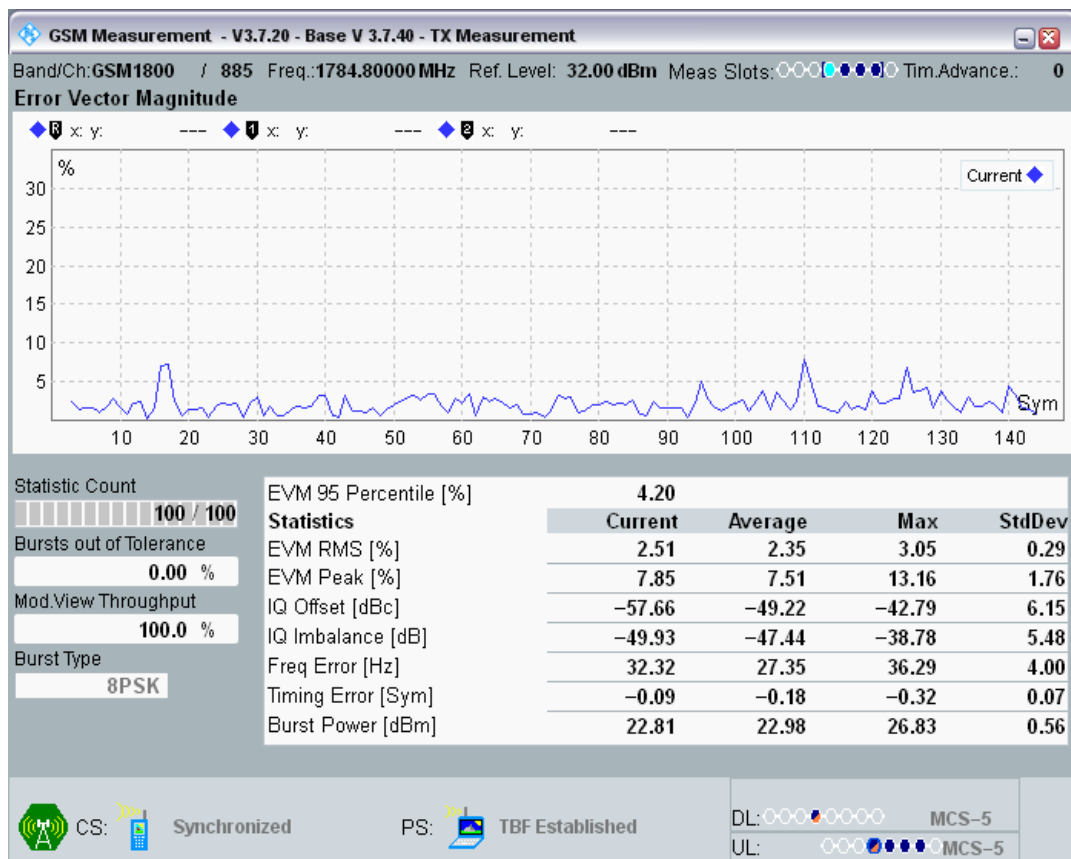 GSM Measurement - V3.7.20 - Base V 3.7.40 - TX Measurement
Band/Ch:GSM1800 / 885 Freq.:1784.80000 MHz Ref. Level: 32.00 dBm Meas Slots: Tim.Advance.: 0
Error Vector Magnitude
R x: y: --- 1 x: y: --- 2 x: y: ---
%
Current
30
25
20
15
10
5
Sym
10 20 30 40 50 60 70 80 90 100 110 120 130 140
Statistic Count
100 / 100
Bursts out of Tolerance
0.00 %
Mod.View Throughput
100.0 %
Burst Type
8PSK
EVM 95 Percentile [%] 4.20
Statistics Current Average Max StdDev
EVM RMS [%] 2.51 2.35 3.05 0.29
EVM Peak [%] 7.85 7.51 13.16 1.76
IQ Offset [dBc] −57.66 −49.22 −42.79 6.15
IQ Imbalance [dB] −49.93 −47.44 −38.78 5.48
Freq Error [Hz] 32.32 27.35 36.29 4.00
Timing Error [Sym] −0.09 −0.18 −0.32 0.07
Burst Power [dBm] 22.81 22.98 26.83 0.56
CS: Synchronized PS: TBF Established
DL: MCS−5
UL: MCS−5